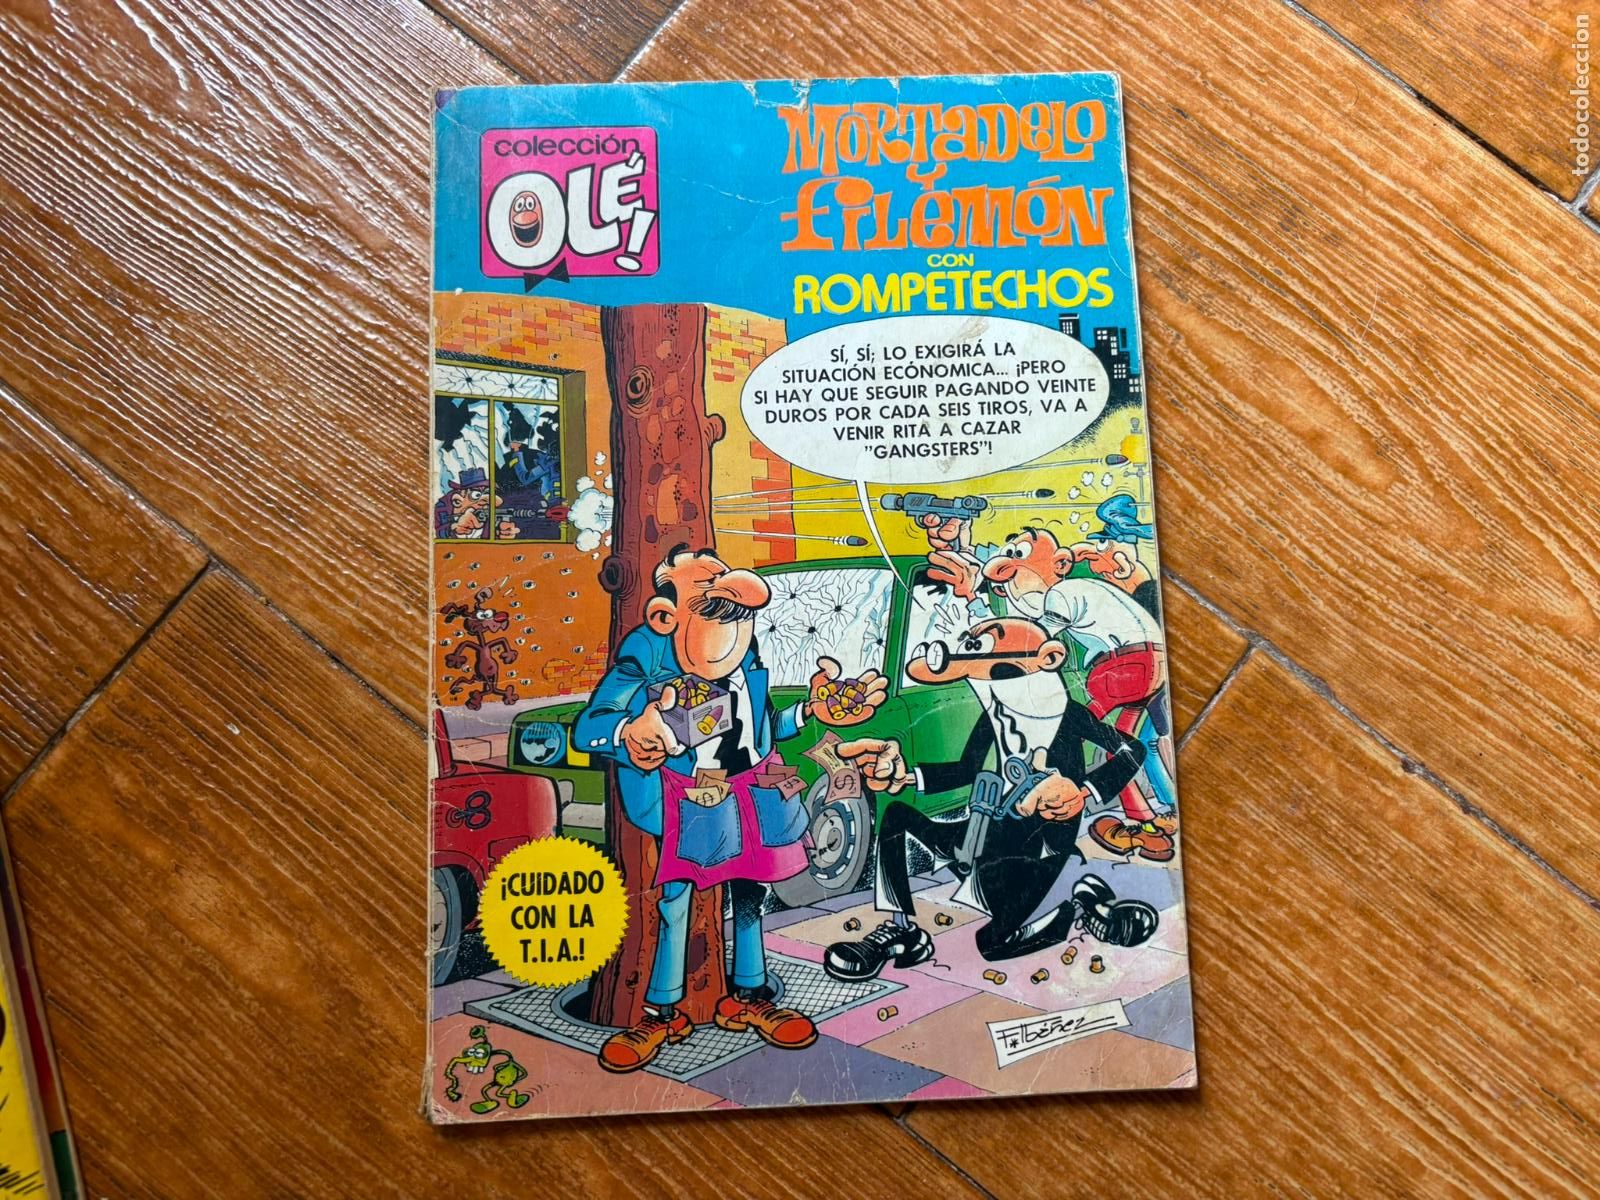 colección
OLÉ!
MORTADELO
Y
FILEMÓN
CON
ROMPETECHOS
SÍ, SÍ; LO EXIGIRÁ LA
SITUACIÓN ECÓNOMICA... ¡PERO
SI HAY QUE SEGUIR PAGANDO VEINTE
DUROS POR CADA SEIS TIROS, VA A
VENIR RITA A CAZAR
"GANGSTERS"!
8
$
$
¡CUIDADO
CON LA
T.I.A.!
F. Ibáñez
todocoleccion